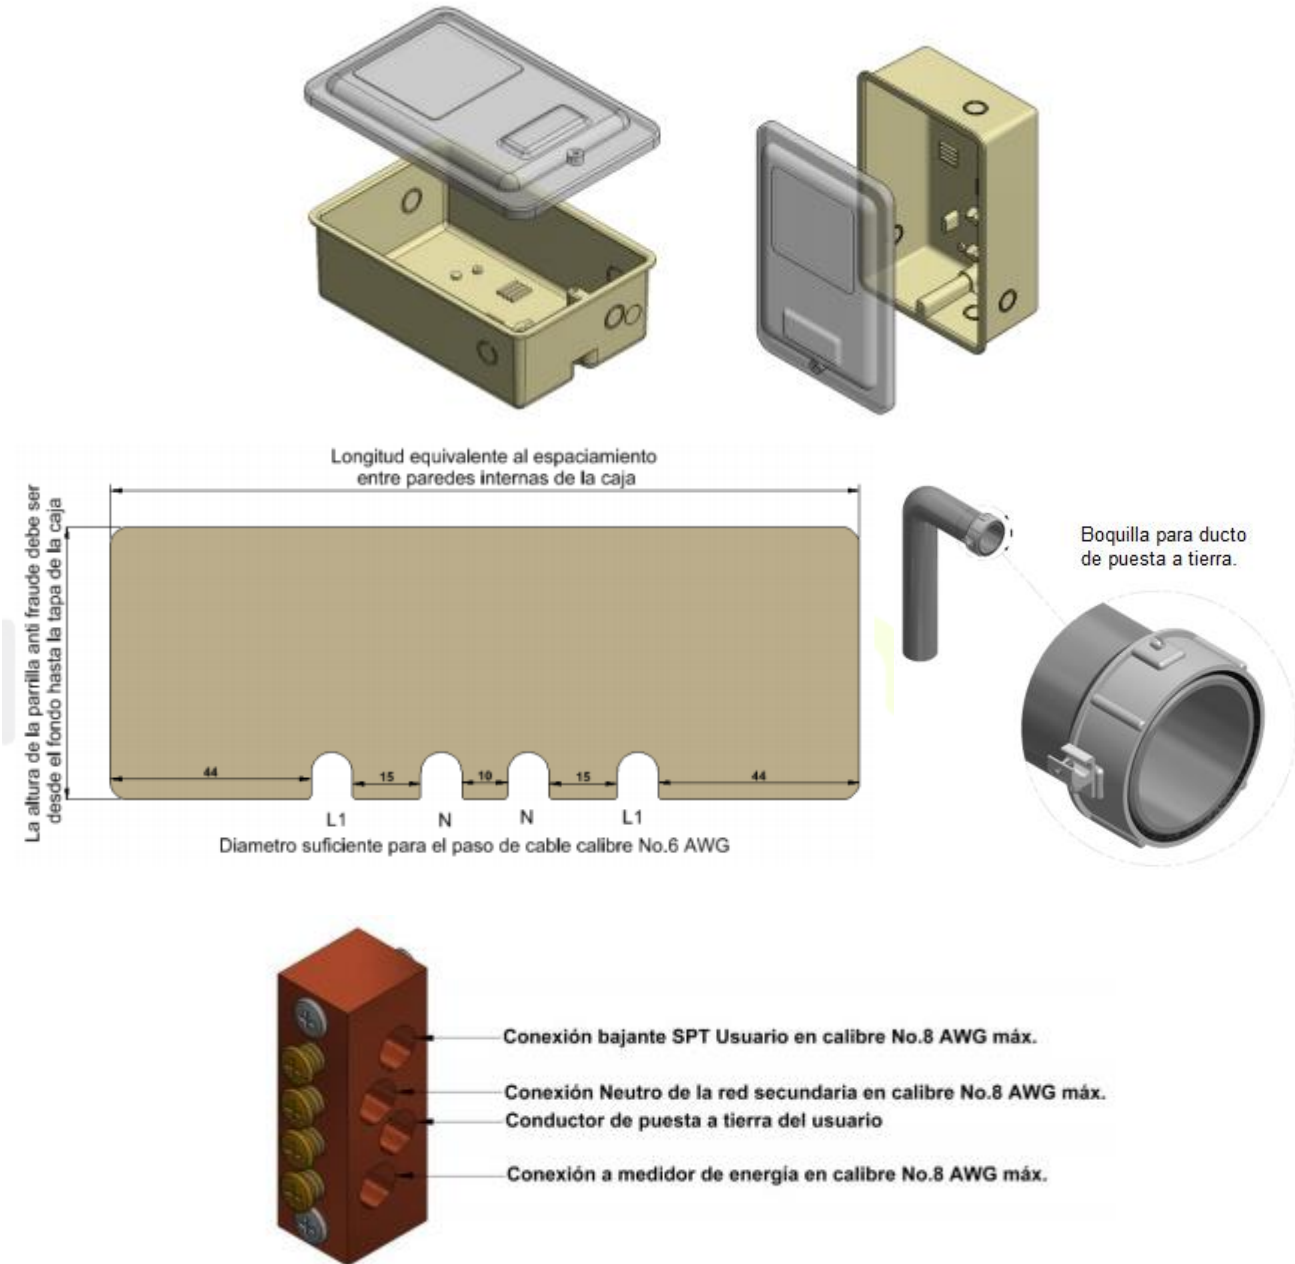 Longitud equivalente al espaciamiento
entre paredes internas de la caja
La altura de la parrilla anti fraude debe ser
desde el fondo hasta la tapa de la caja
44
15
10
15
44
L1
N
N
L1
Diametro suficiente para el paso de cable calibre No.6 AWG
Boquilla para ducto
de puesta a tierra.
Conexión bajante SPT Usuario en calibre No.8 AWG máx.
Conexión Neutro de la red secundaria en calibre No.8 AWG máx.
Conductor de puesta a tierra del usuario
Conexión a medidor de energía en calibre No.8 AWG máx.